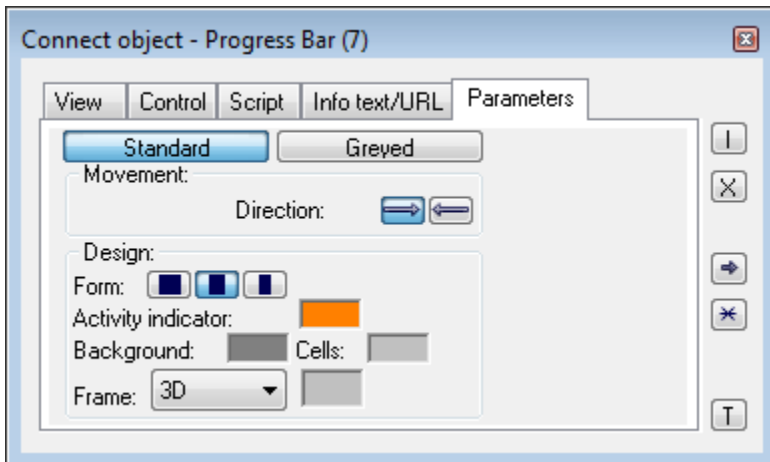 Connect object - Progress Bar (7)
View Control Script Info text/URL Parameters
Standard Greyed
Movement:
Direction:
Design:
Form:
Activity indicator:
Background: Cells:
Frame: 3D
I
X
T